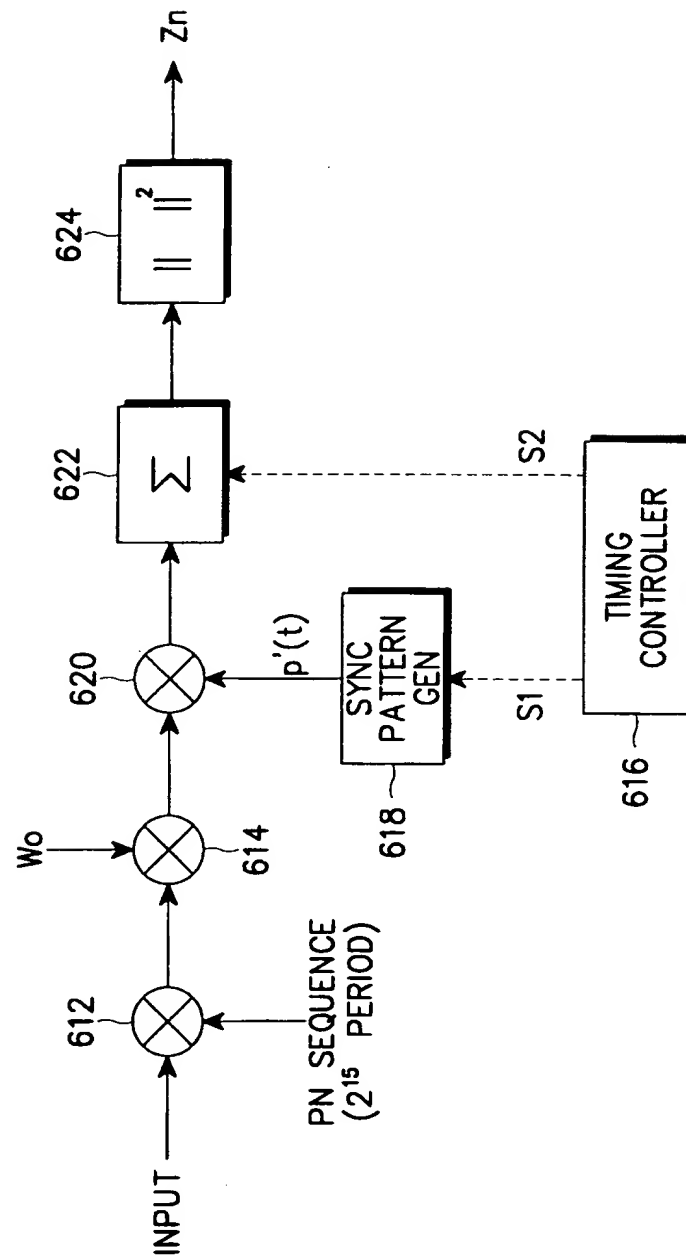 INPUT
612
PN SEQUENCE
(2¹⁵ PERIOD)
Wo
614
620
p'(t)
SYNC
PATTERN
GEN
618
622
Σ
624
|| ||²
Zn
S1
S2
TIMING
CONTROLLER
616